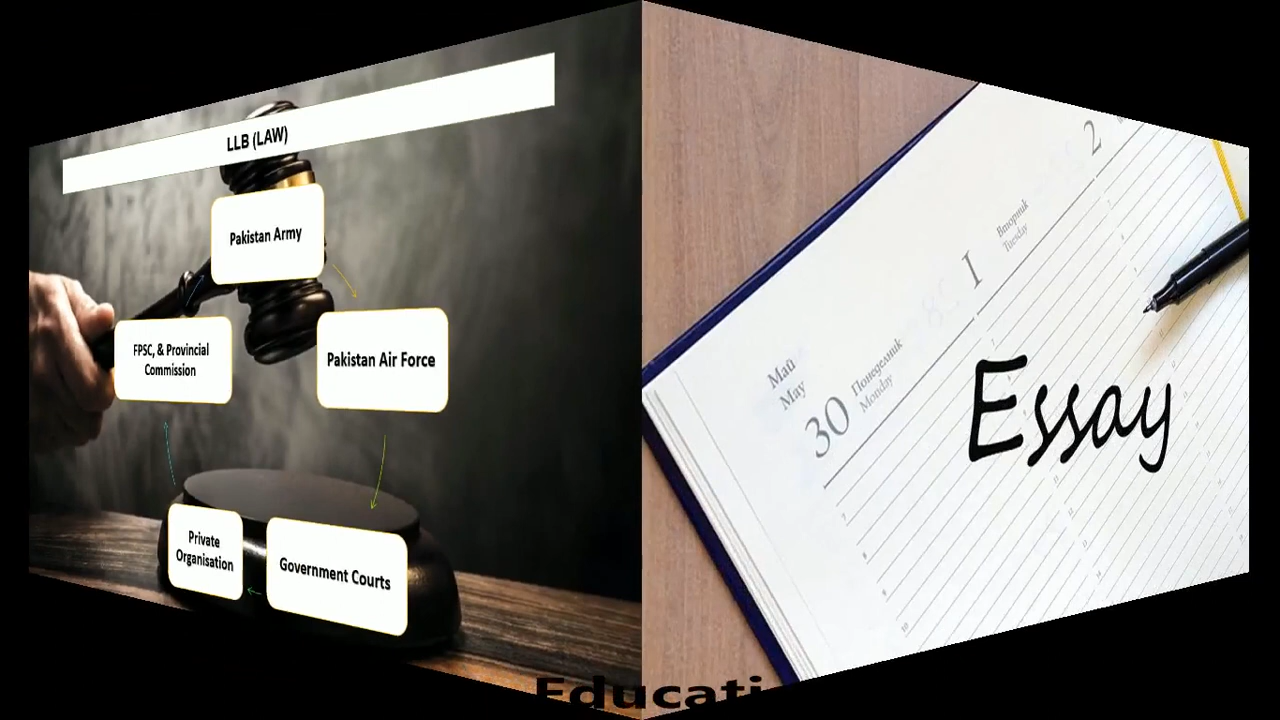 LLB (LAW)
Pakistan Army
FPSC, & Provincial
Commission
Pakistan Air Force
Private
Organisation
Government Courts
2
Вторник
Tuesday
1
Май
May
30
Понедельник
Monday
Essay
Educati